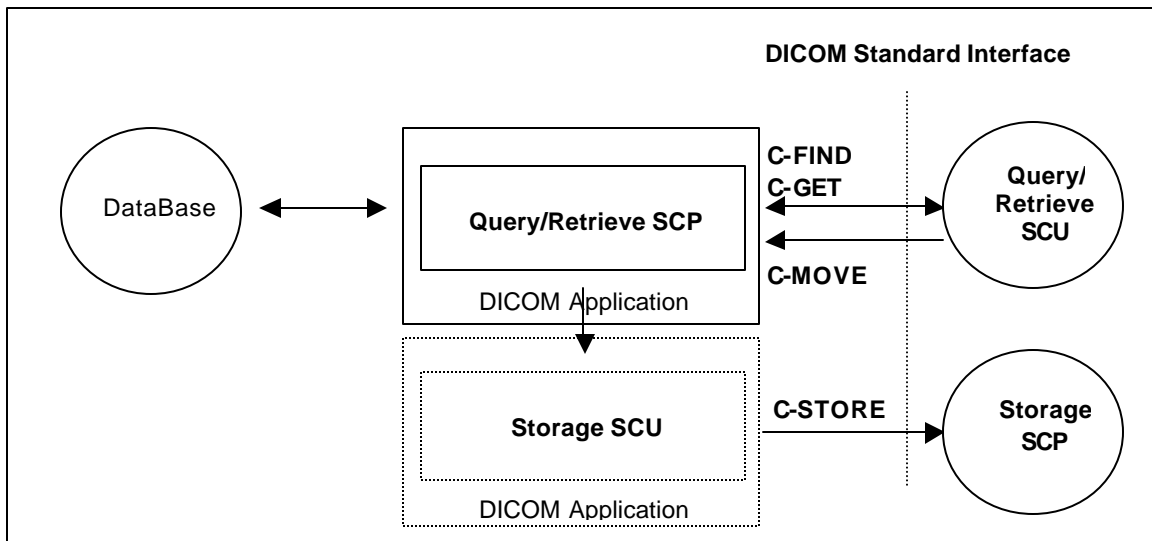 DICOM Standard Interface
DataBase
Query/Retrieve SCP
DICOM Application
C-FIND
C-GET
C-MOVE
Query/
Retrieve
SCU
Storage SCU
DICOM Application
C-STORE
Storage
SCP